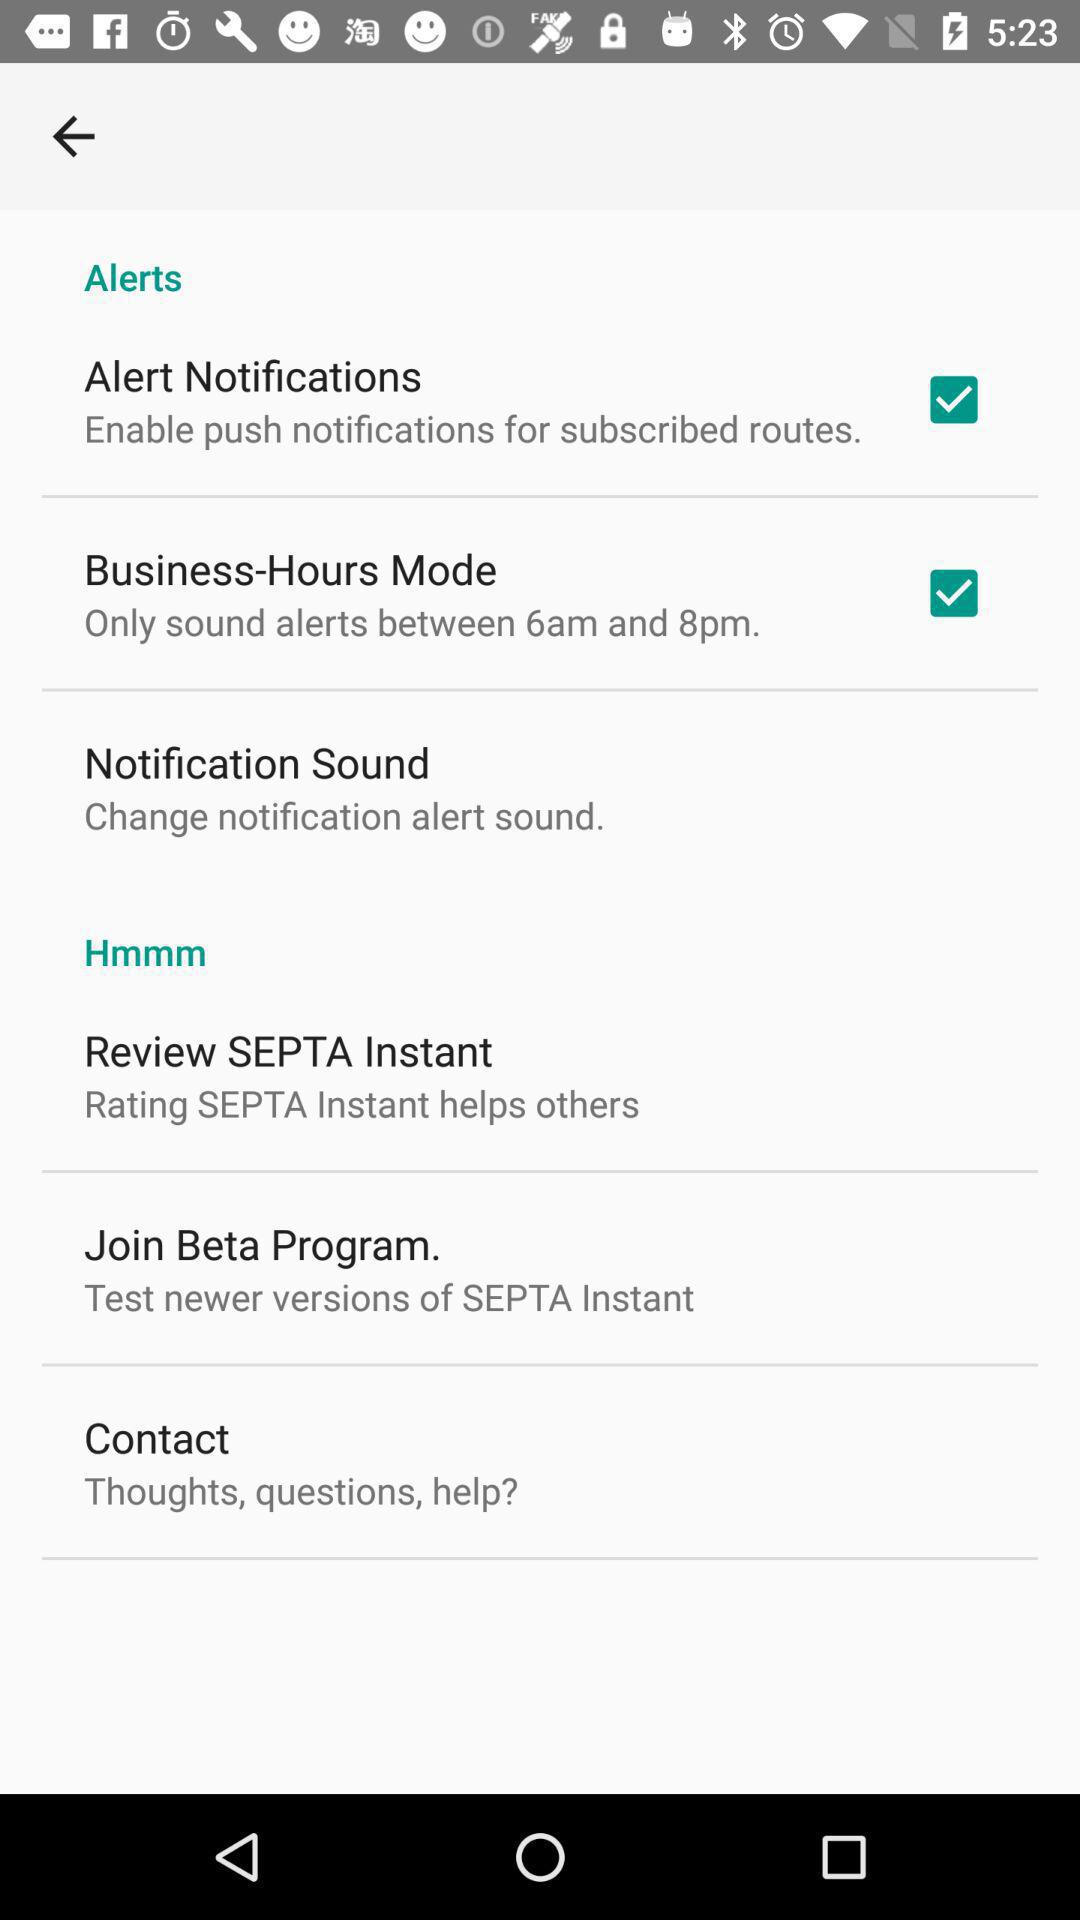 FAKE 5:23
Alerts
Alert Notifications
Enable push notifications for subscribed routes.
Business-Hours Mode
Only sound alerts between 6am and 8pm.
Notification Sound
Change notification alert sound.
Hmmm
Review SEPTA Instant
Rating SEPTA Instant helps others
Join Beta Program.
Test newer versions of SEPTA Instant
Contact
Thoughts, questions, help?